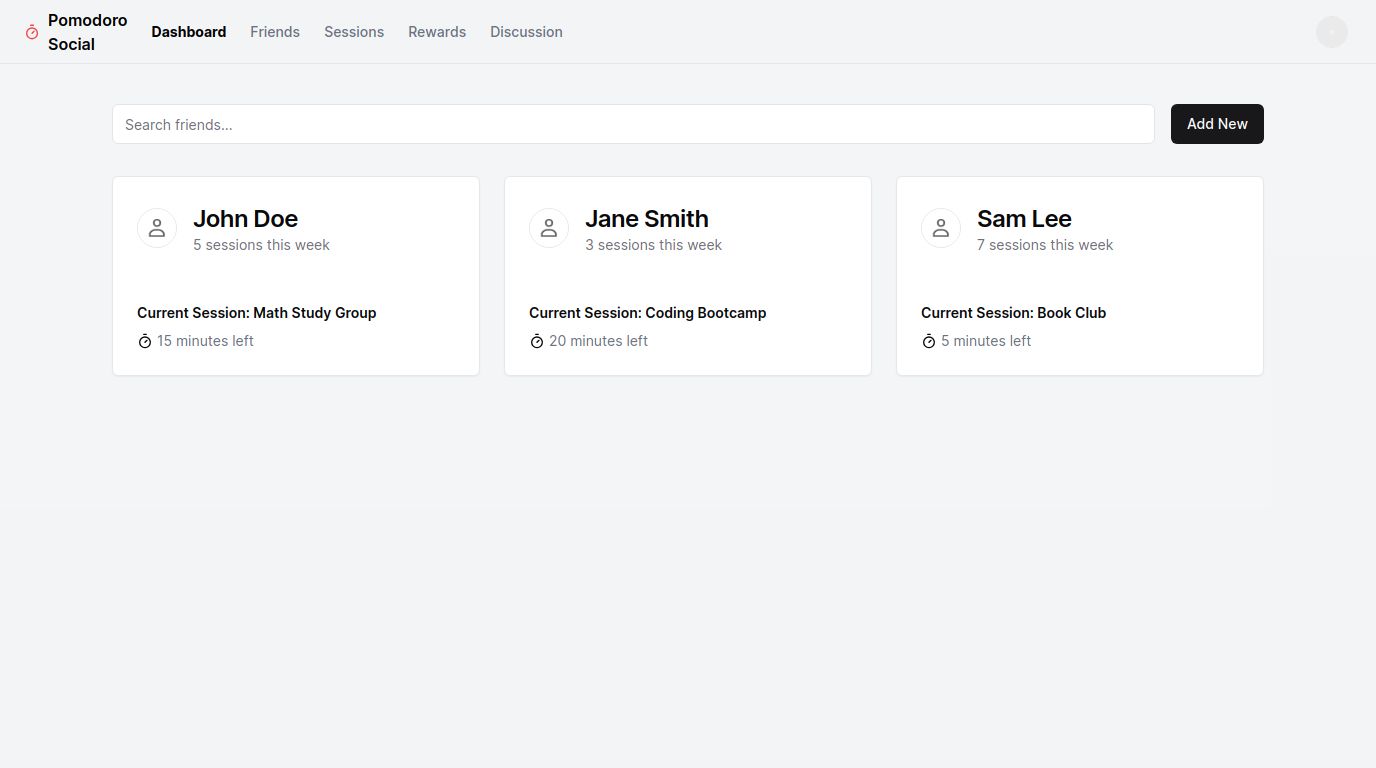 Pomodoro
Social
Dashboard
Friends
Sessions
Rewards
Discussion
Search friends...
Add New
John Doe
5 sessions this week
Current Session: Math Study Group
15 minutes left
Jane Smith
3 sessions this week
Current Session: Coding Bootcamp
20 minutes left
Sam Lee
7 sessions this week
Current Session: Book Club
5 minutes left